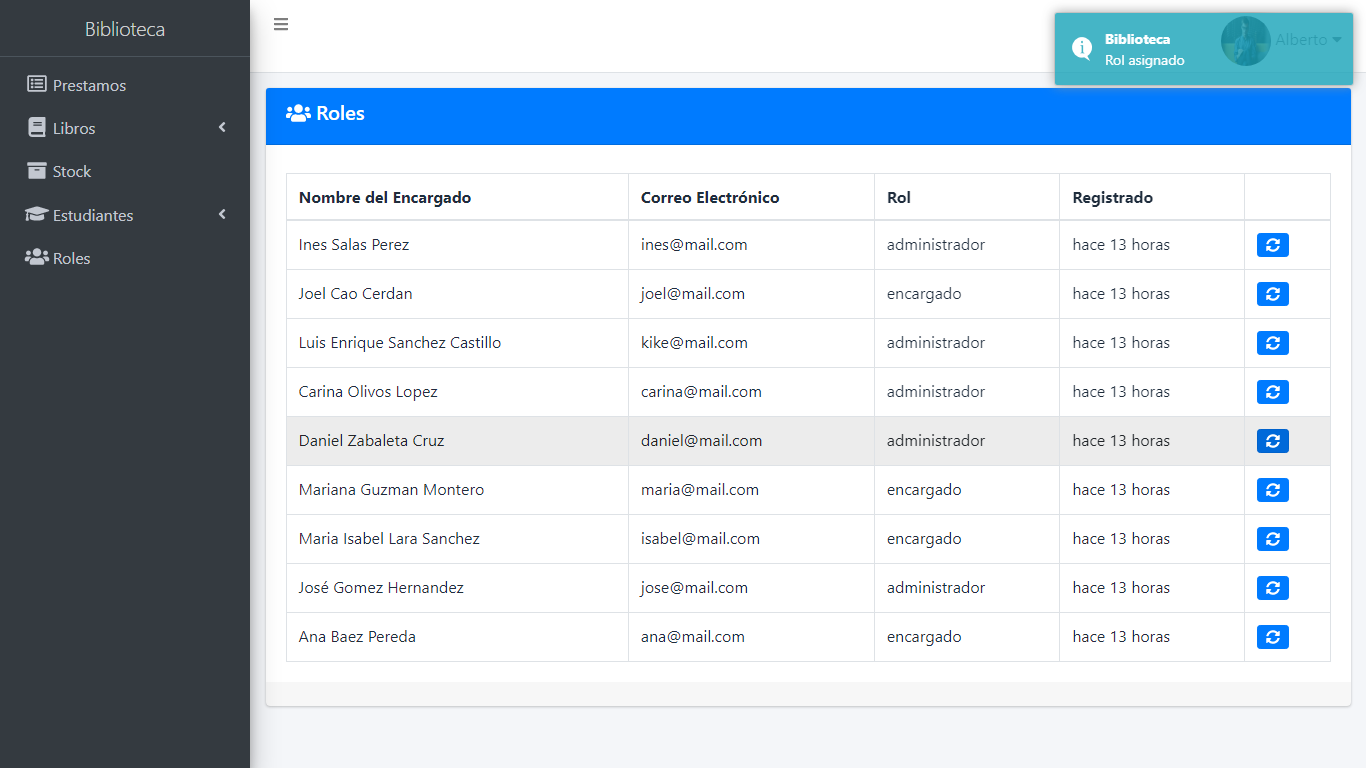 Biblioteca
Prestamos
Libros
Stock
Estudiantes
Roles
Biblioteca
Rol asignado
Alberto
Roles
Nombre del Encargado Correo Electrónico Rol Registrado
Ines Salas Perez ines@mail.com administrador hace 13 horas
Joel Cao Cerdan joel@mail.com encargado hace 13 horas
Luis Enrique Sanchez Castillo kike@mail.com administrador hace 13 horas
Carina Olivos Lopez carina@mail.com administrador hace 13 horas
Daniel Zabaleta Cruz daniel@mail.com administrador hace 13 horas
Mariana Guzman Montero maria@mail.com encargado hace 13 horas
Maria Isabel Lara Sanchez isabel@mail.com encargado hace 13 horas
José Gomez Hernandez jose@mail.com administrador hace 13 horas
Ana Baez Pereda ana@mail.com encargado hace 13 horas